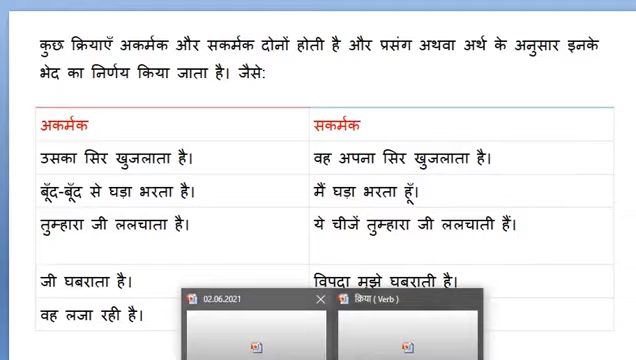 कुछ क्रियाएँ अकर्मक और सकर्मक दोनों होती है और प्रसंग अथवा अर्थ के अनुसार इनके
भेद का निर्णय किया जाता है। जैसे:
अकर्मक सकर्मक
उसका सिर खुजलाता है। वह अपना सिर खुजलाता है।
बूँद-बूँद से घड़ा भरता है। मैं घड़ा भरता हूँ।
तुम्हारा जी ललचाता है। ये चीजें तुम्हारा जी ललचाती हैं।
जी घबराता है। विपदा मुझे घबराती है।
02.06.2021 क्रिया ( Verb )
वह लजा रही है।